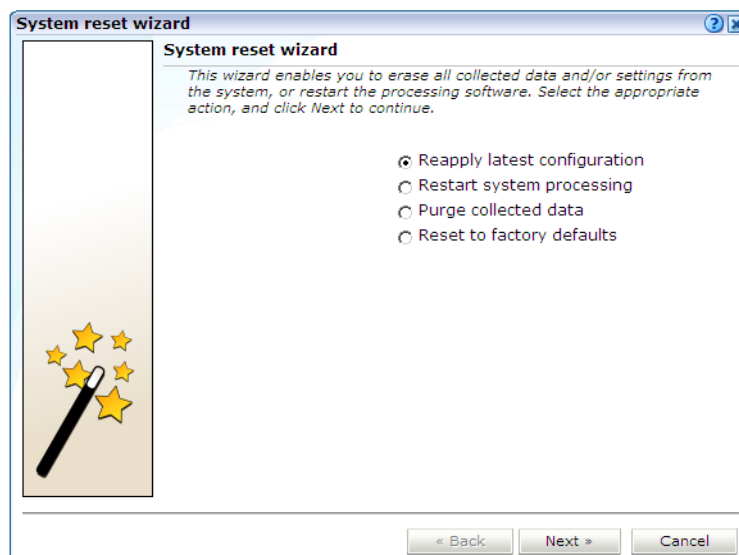 System reset wizard
System reset wizard
This wizard enables you to erase all collected data and/or settings from
the system, or restart the processing software. Select the appropriate
action, and click Next to continue.
Reapply latest configuration
Restart system processing
Purge collected data
Reset to factory defaults
« Back Next » Cancel